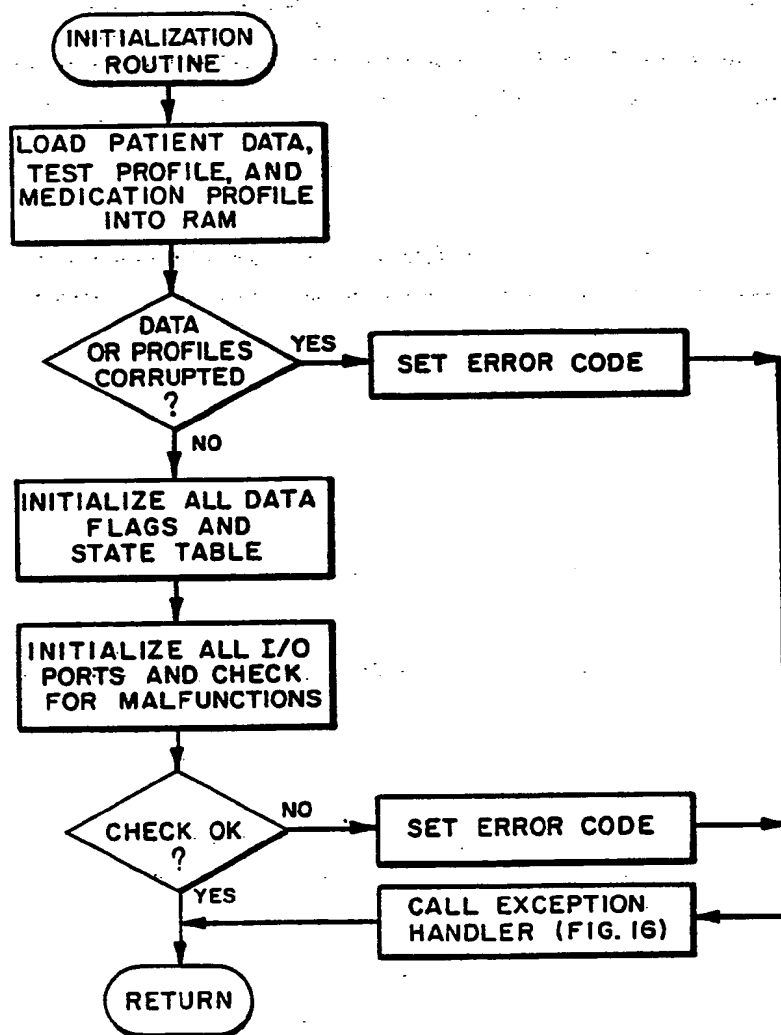 INITIALIZATION
ROUTINE
LOAD PATIENT DATA,
TEST PROFILE, AND
MEDICATION PROFILE
INTO RAM
DATA
OR PROFILES
CORRUPTED
?
YES
SET ERROR CODE
NO
INITIALIZE ALL DATA
FLAGS AND
STATE TABLE
INITIALIZE ALL I/O
PORTS AND CHECK
FOR MALFUNCTIONS
CHECK OK
?
NO
SET ERROR CODE
YES
CALL EXCEPTION
HANDLER (FIG. 16)
RETURN